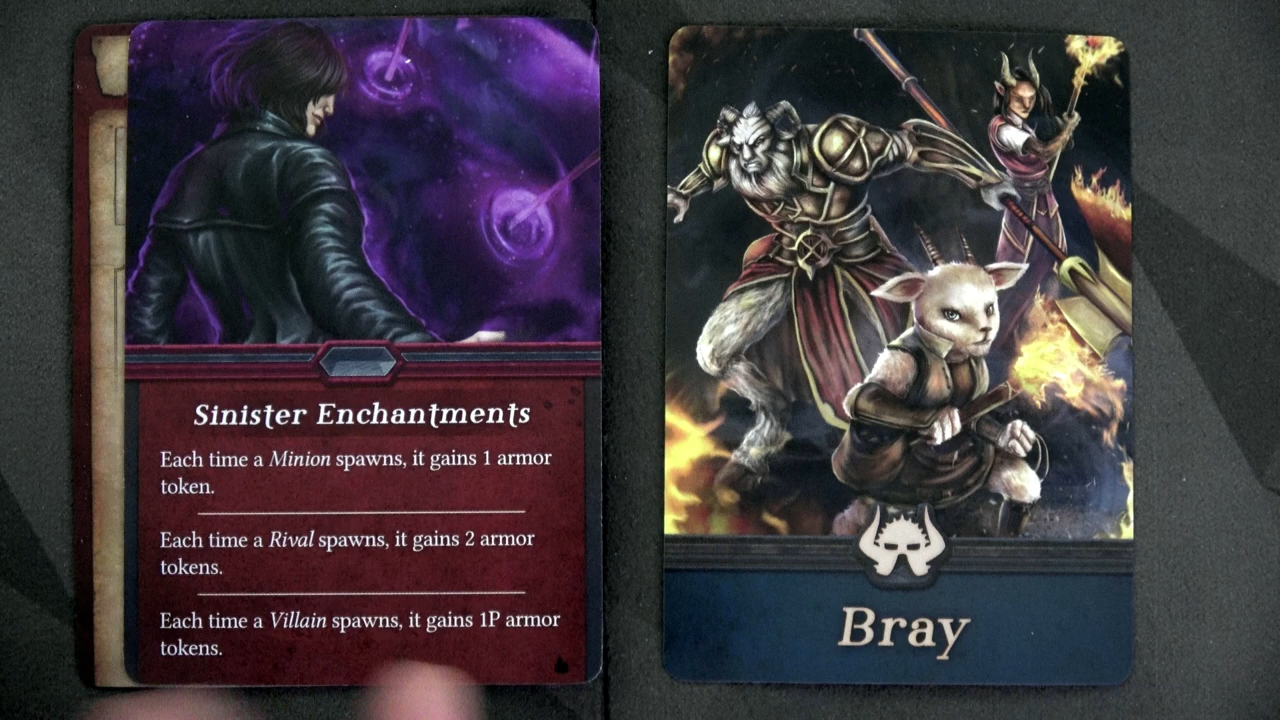 Sinister Enchantments
Each time a Minion spawns, it gains 1 armor
token.
Each time a Rival spawns, it gains 2 armor
tokens.
Each time a Villain spawns, it gains 1P armor
tokens.
Bray